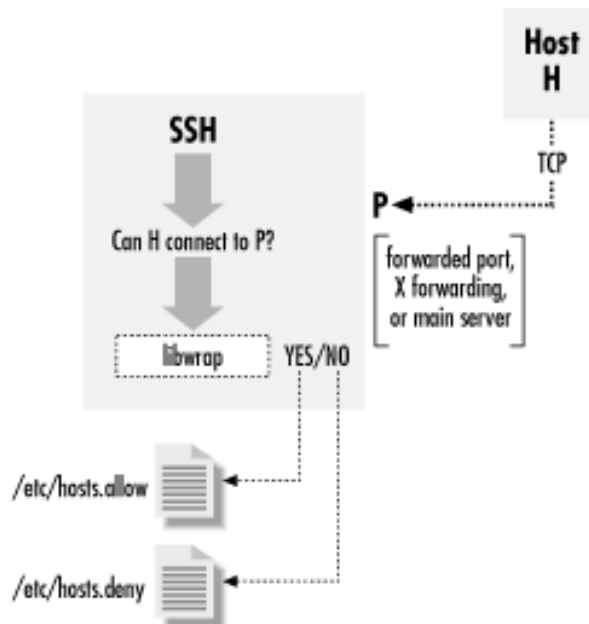 Host
H
SSH
TCP
P
Can H connect to P?
forwarded port,
X forwarding,
or main server
libwrap
YES/NO
/etc/hosts.allow
/etc/hosts.deny